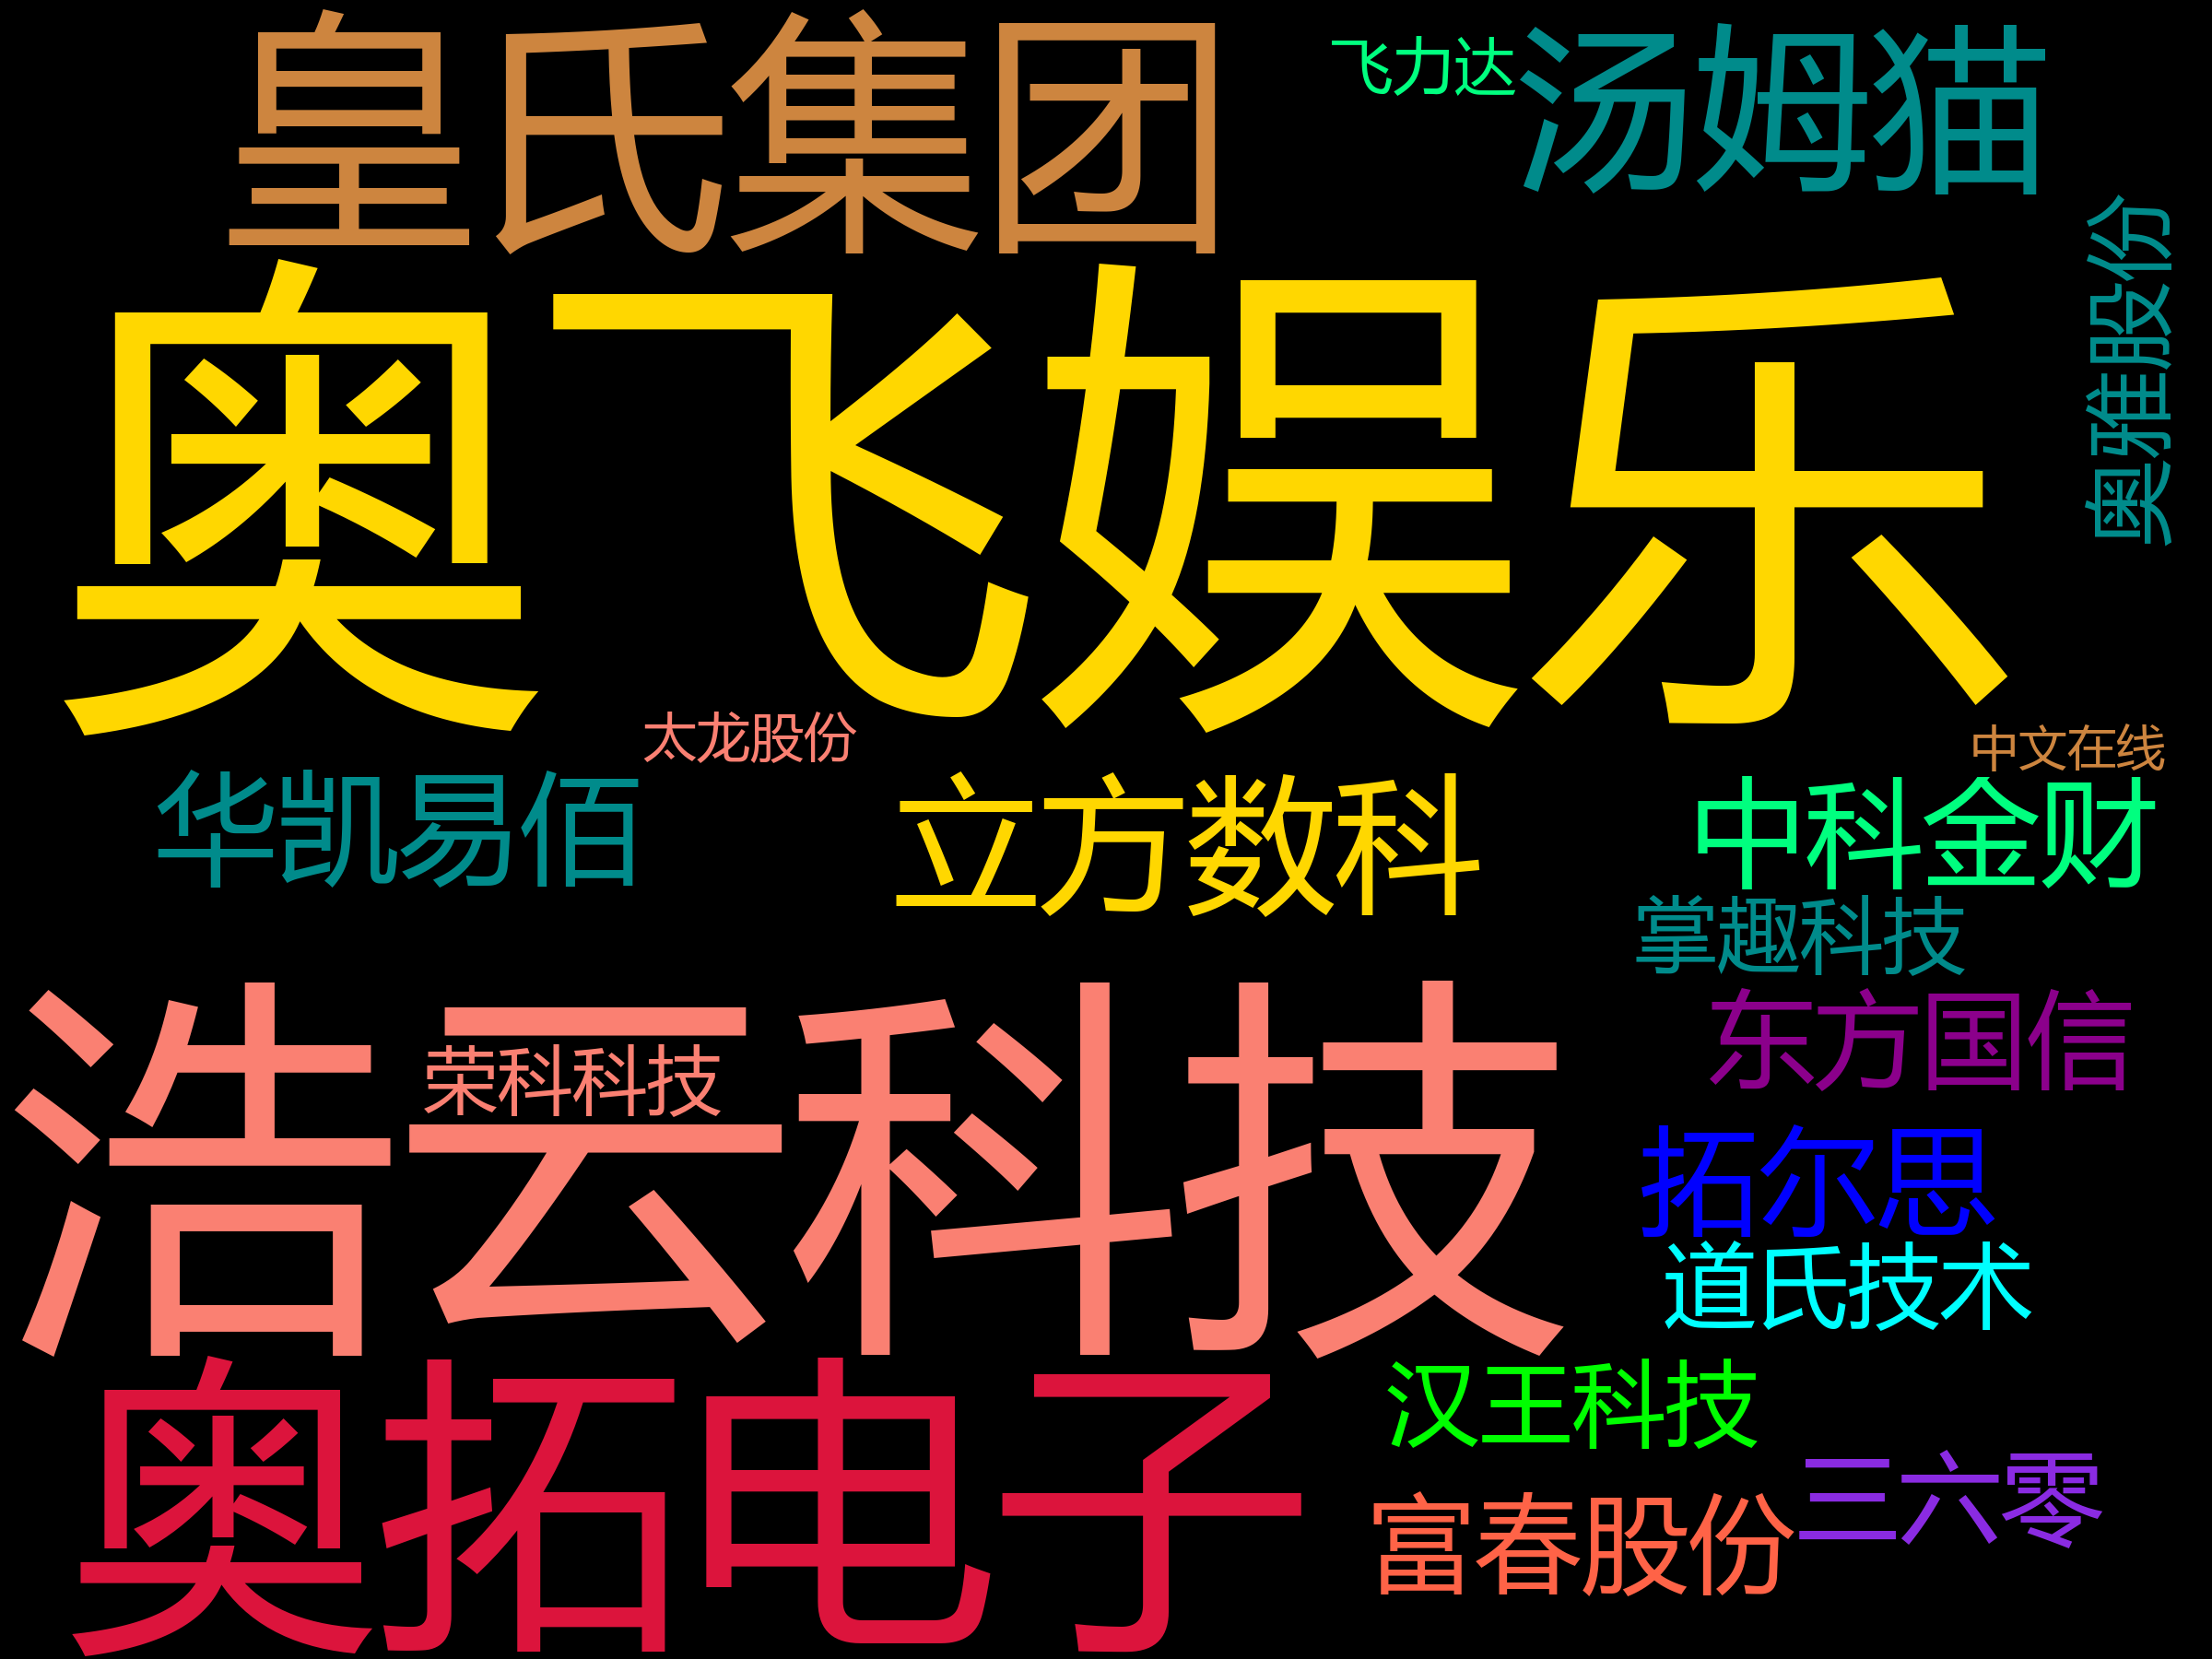 皇氏集团
飞力达
汤姆猫
奥雅股份
奥飞娱乐
大龙股份
中文在线
华凯易佰
立方数科
中科金财
掌趣科技
浩云科技
荣科科技
东方国信
拓尔思
道氏技术
奥拓电子
汉王科技
三六零
富春股份